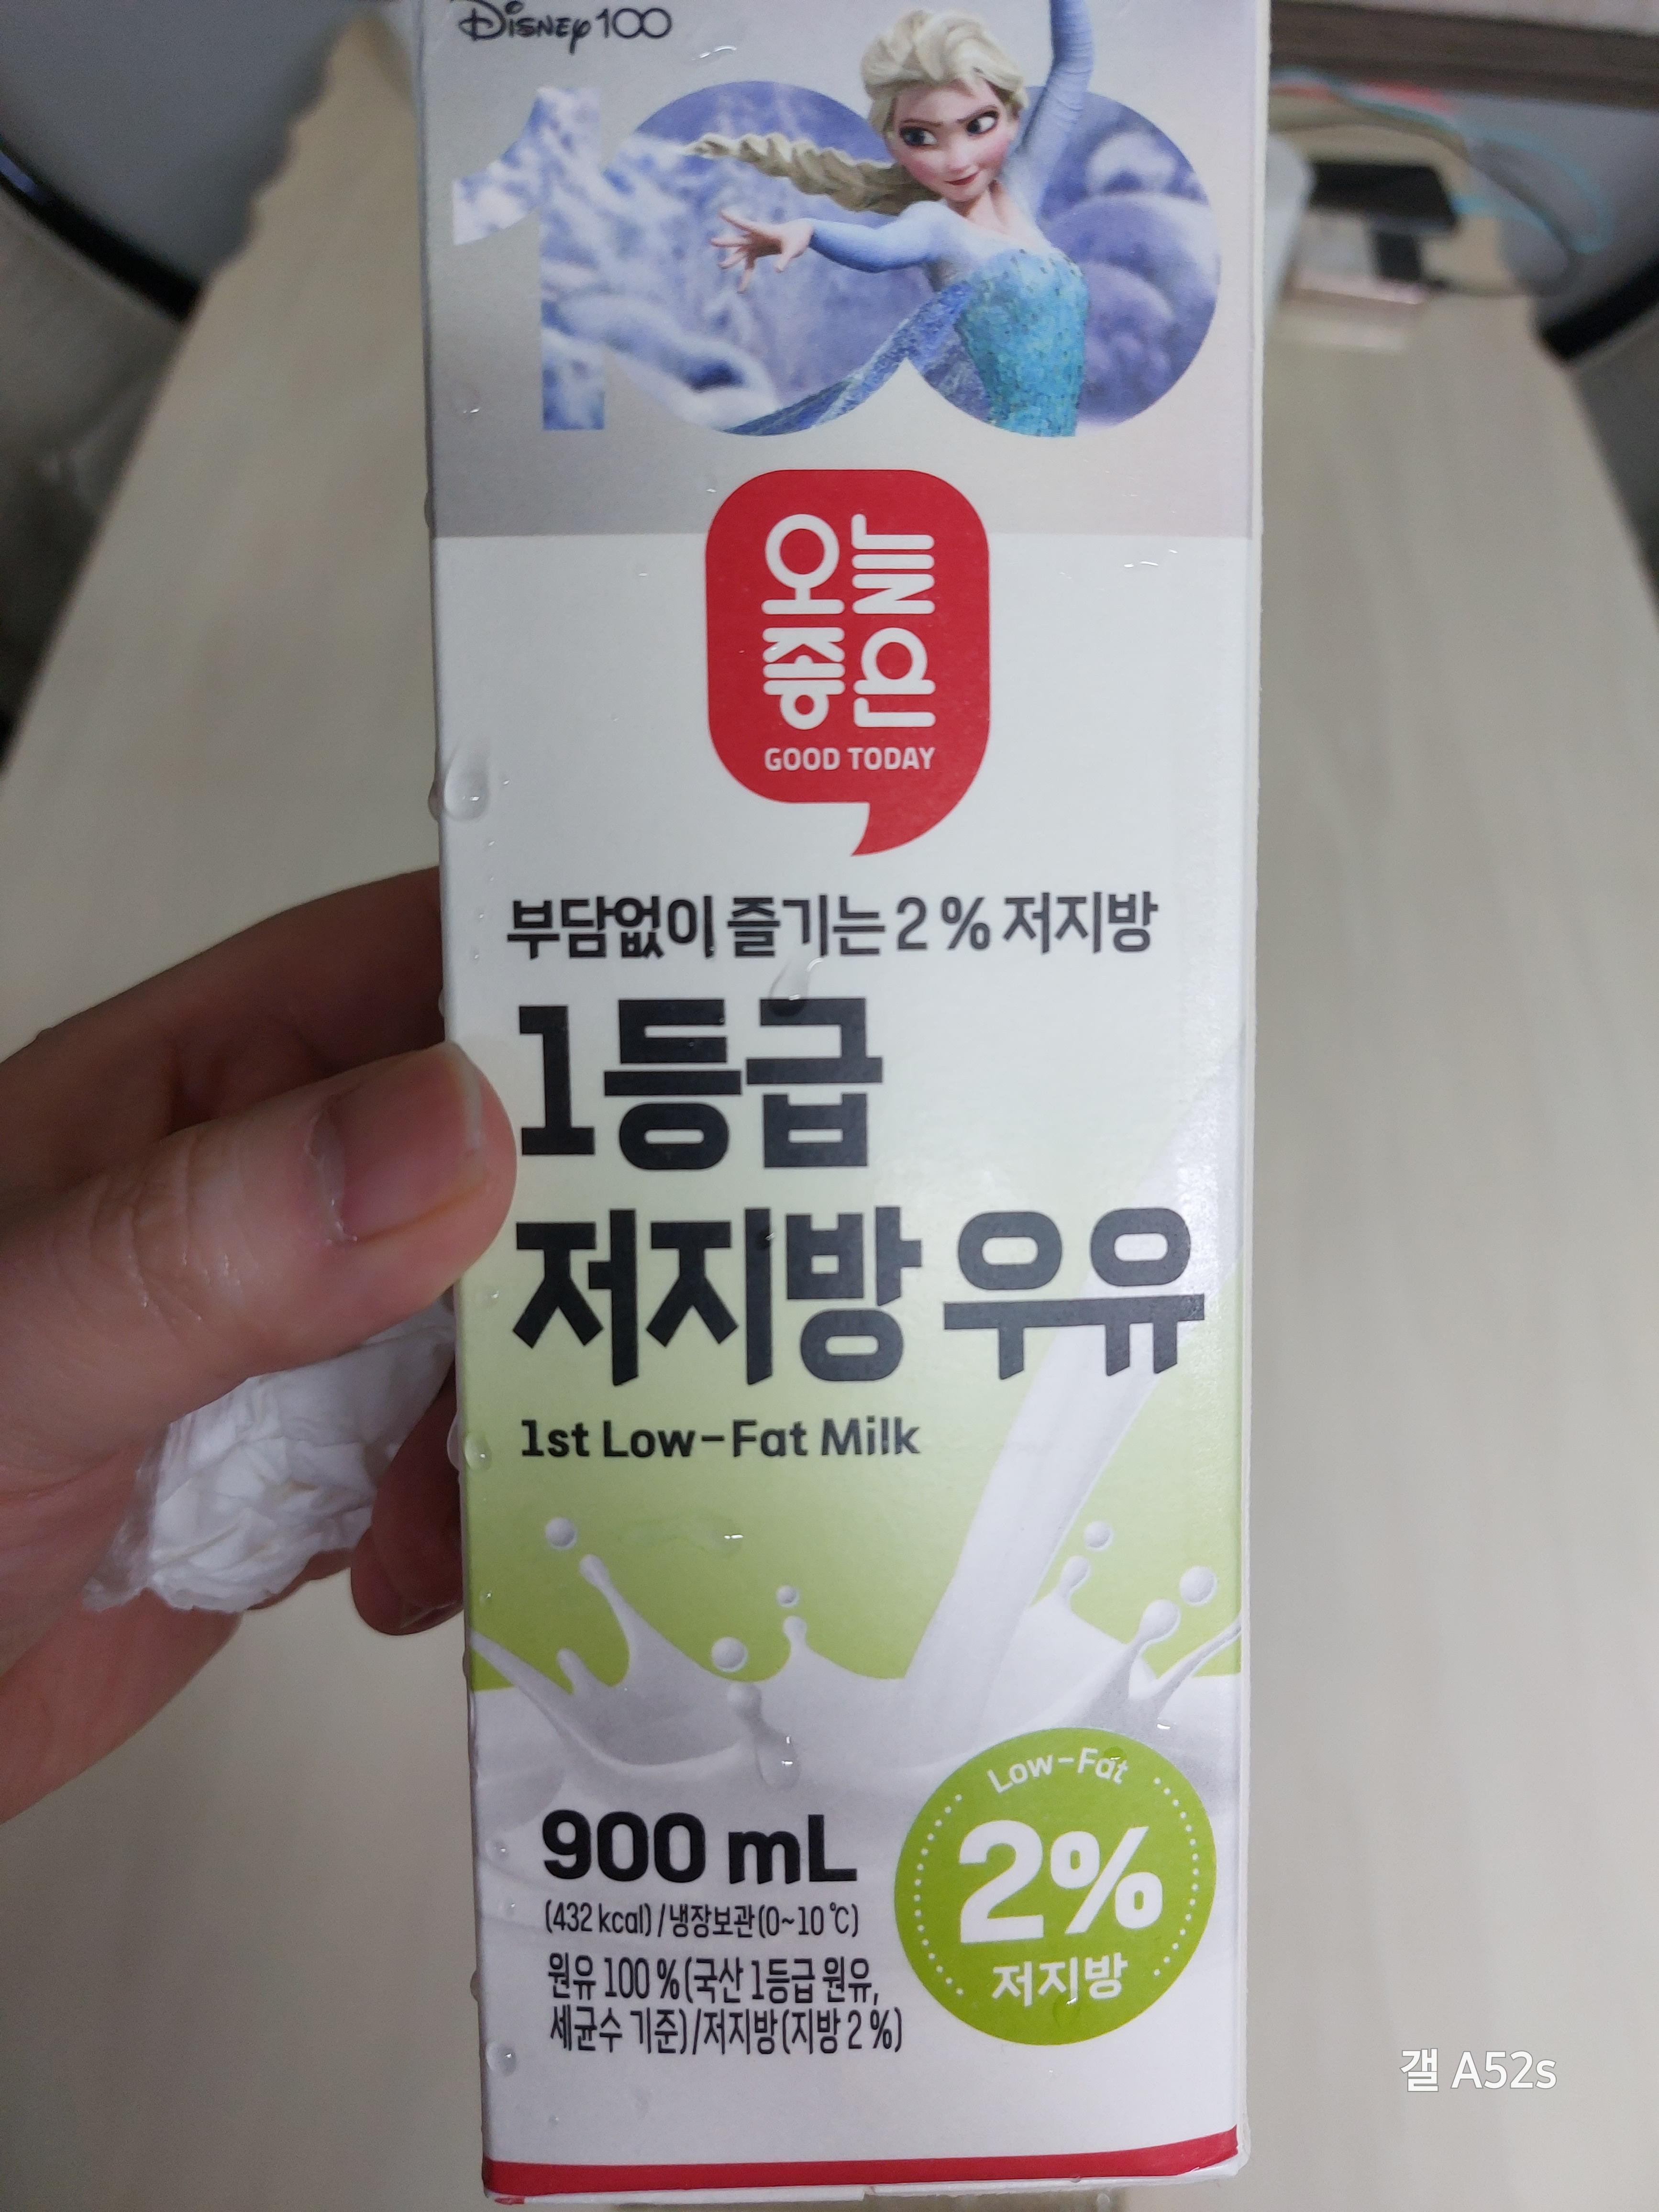 Disney100
100
오늘
좋은
GOOD TODAY
부담없이 즐기는 2% 저지방
1등급
저지방 우유
1st Low-Fat Milk
Low-Fat
2%
저지방
900 mL
(432 kcal)/냉장보관(0~10℃)
원유 100%(국산 1등급 원유,
세균수 기준)/저지방(지방 2%)
갤 A52s